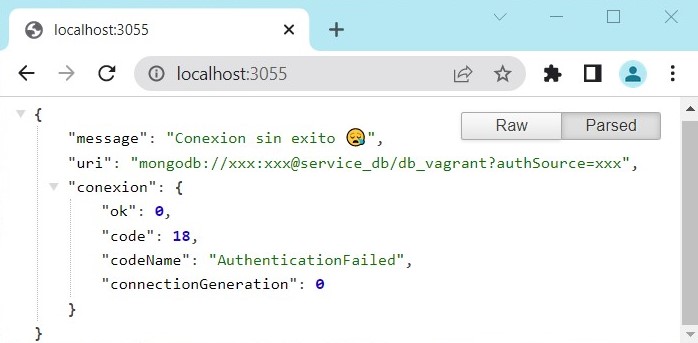 localhost:3055
localhost:3055
Raw Parsed
{
"message": "Conexion sin exito 😪",
"uri": "mongodb://xxx:xxx@service_db/db_vagrant?authSource=xxx",
"conexion": {
"ok": 0,
"code": 18,
"codeName": "AuthenticationFailed",
"connectionGeneration": 0
}
}